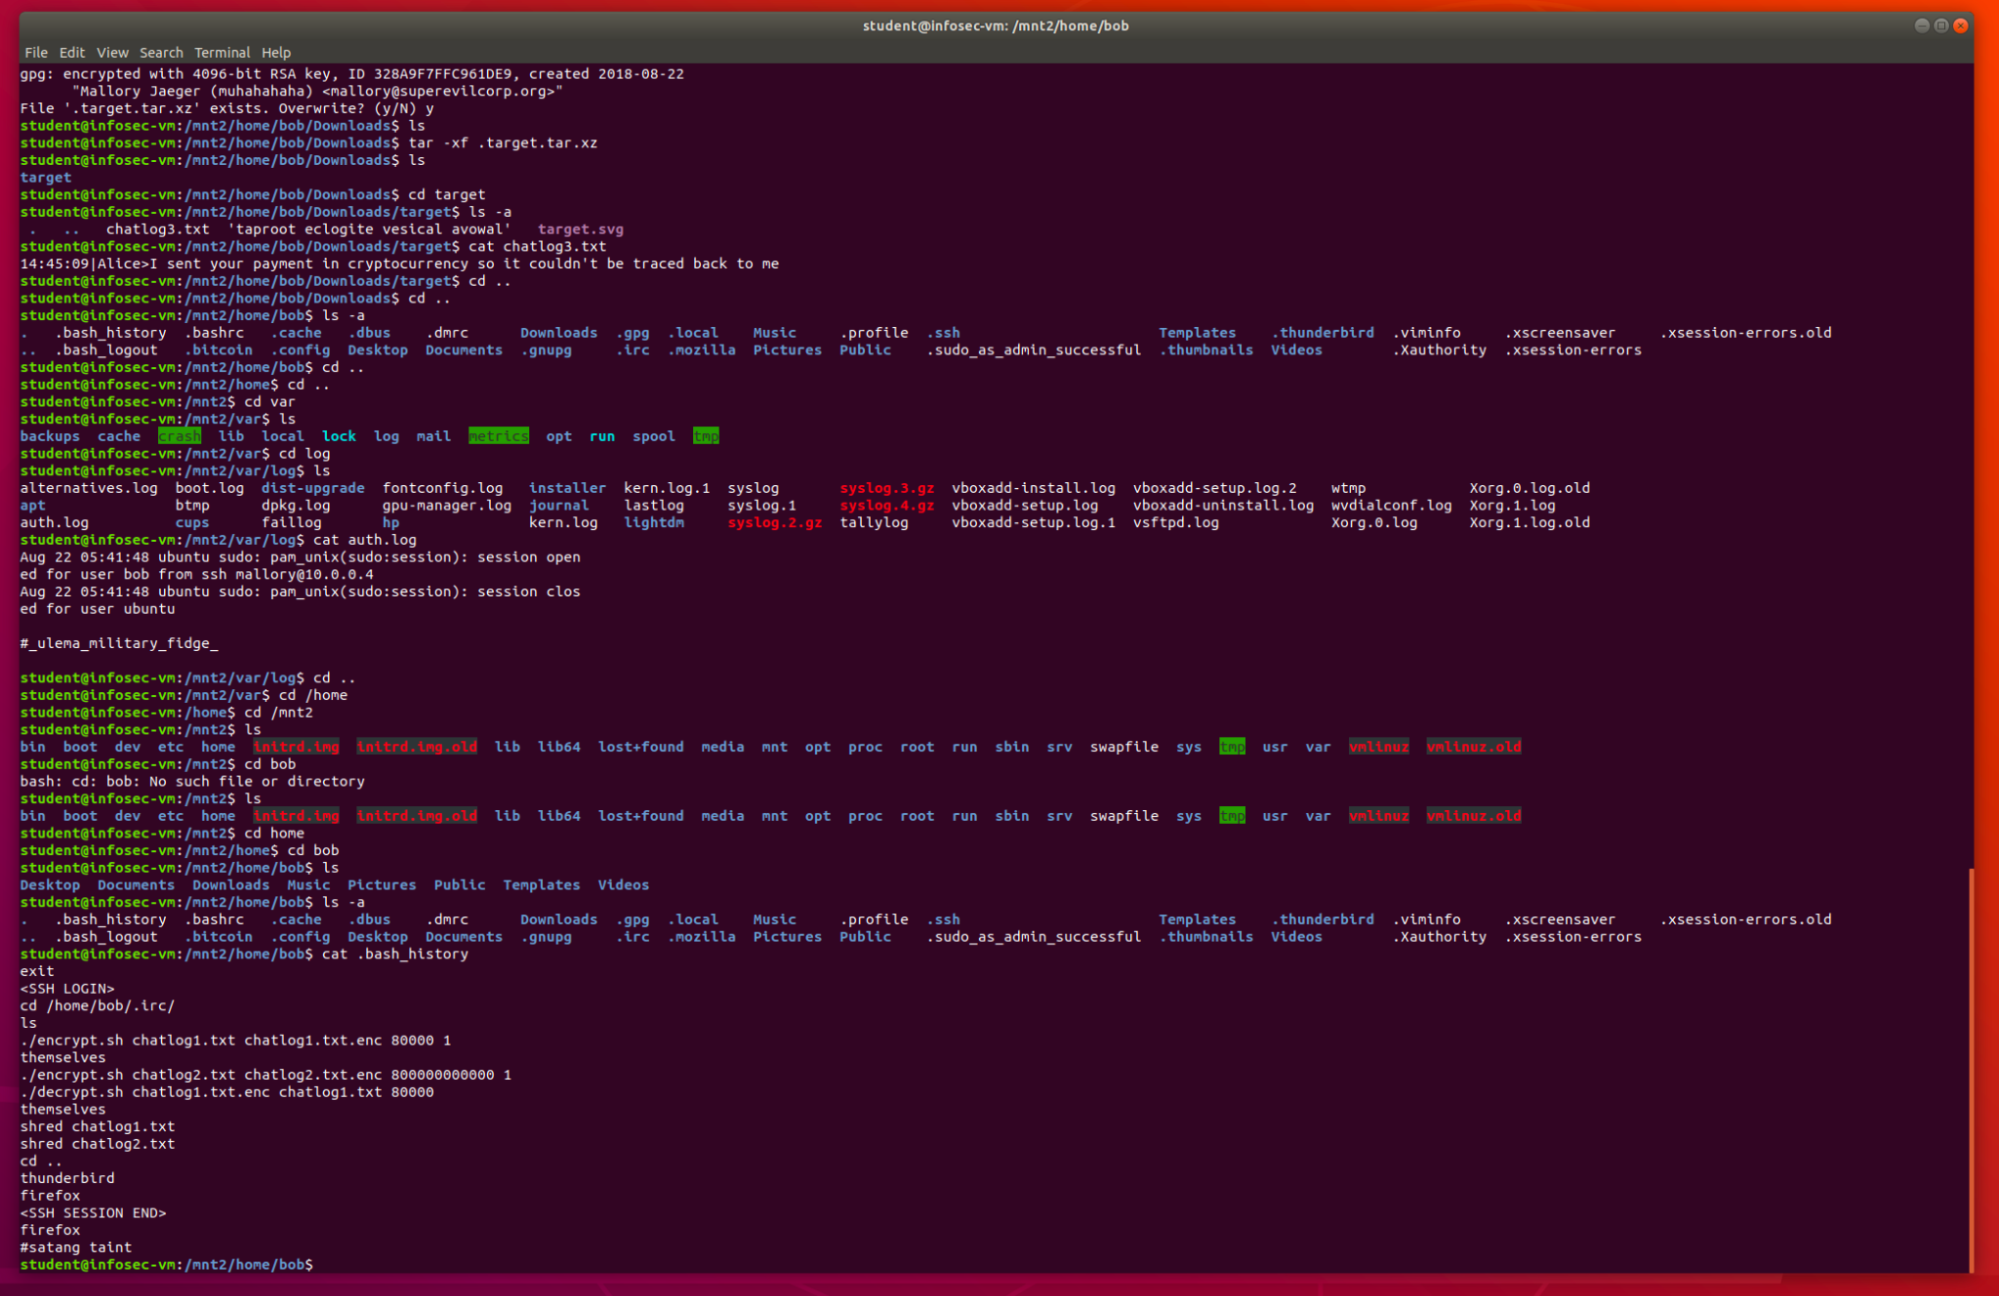 student@infosec-vm: /mnt2/home/bob
File Edit View Search Terminal Help
gpg: encrypted with 4096-bit RSA key, ID 328A9F7FFC961DE9, created 2018-08-22
      "Mallory Jaeger (muhahahaha) <mallory@superevilcorp.org>"
File '.target.tar.xz' exists. Overwrite? (y/N) y
student@infosec-vm:/mnt2/home/bob/Downloads$ ls
student@infosec-vm:/mnt2/home/bob/Downloads$ tar -xf .target.tar.xz
student@infosec-vm:/mnt2/home/bob/Downloads$ ls
target
student@infosec-vm:/mnt2/home/bob/Downloads$ cd target
student@infosec-vm:/mnt2/home/bob/Downloads/target$ ls -a
.   ..   chatlog3.txt  'taproot eclogite vesical avowal'   target.svg
student@infosec-vm:/mnt2/home/bob/Downloads/target$ cat chatlog3.txt
14:45:09|Alice>I sent your payment in cryptocurrency so it couldn't be traced back to me
student@infosec-vm:/mnt2/home/bob/Downloads/target$ cd ..
student@infosec-vm:/mnt2/home/bob/Downloads$ cd ..
student@infosec-vm:/mnt2/home/bob$ ls -a
.   .bash_history  .bashrc   .cache   .dbus    .dmrc      Downloads  .gpg  .local   Music     .profile  .ssh                       Templates    .thunderbird  .viminfo     .xscreensaver     .xsession-errors.old
..  .bash_logout   .bitcoin  .config  Desktop  Documents  .gnupg     .irc  .mozilla  Pictures  Public    .sudo_as_admin_successful  .thumbnails  Videos        .Xauthority  .xsession-errors
student@infosec-vm:/mnt2/home/bob$ cd ..
student@infosec-vm:/mnt2/home$ cd ..
student@infosec-vm:/mnt2$ cd var
student@infosec-vm:/mnt2/var$ ls
backups  cache  crash  lib  local  lock  log  mail  metrics  opt  run  spool  tmp
student@infosec-vm:/mnt2/var$ cd log
student@infosec-vm:/mnt2/var/log$ ls
alternatives.log  boot.log  dist-upgrade  fontconfig.log   installer  kern.log.1  syslog       syslog.3.gz  vboxadd-install.log  vboxadd-setup.log.2    wtmp           Xorg.0.log.old
apt               btmp      dpkg.log      gpu-manager.log  journal    lastlog     syslog.1     syslog.4.gz  vboxadd-setup.log    vboxadd-uninstall.log  wvdialconf.log  Xorg.1.log
auth.log          cups      faillog       hp               kern.log   lightdm     syslog.2.gz  tallylog     vboxadd-setup.log.1  vsftpd.log             Xorg.0.log     Xorg.1.log.old
student@infosec-vm:/mnt2/var/log$ cat auth.log
Aug 22 05:41:48 ubuntu sudo: pam_unix(sudo:session): session open
ed for user bob from ssh mallory@10.0.0.4
Aug 22 05:41:48 ubuntu sudo: pam_unix(sudo:session): session clos
ed for user ubuntu
#_ulema_military_fidge_
student@infosec-vm:/mnt2/var/log$ cd ..
student@infosec-vm:/mnt2/var$ cd /home
student@infosec-vm:/home$ cd /mnt2
student@infosec-vm:/mnt2$ ls
bin  boot  dev  etc  home  initrd.img  initrd.img.old  lib  lib64  lost+found  media  mnt  opt  proc  root  run  sbin  srv  swapfile  sys  tmp  usr  var  vmlinuz  vmlinuz.old
student@infosec-vm:/mnt2$ cd bob
bash: cd: bob: No such file or directory
student@infosec-vm:/mnt2$ ls
bin  boot  dev  etc  home  initrd.img  initrd.img.old  lib  lib64  lost+found  media  mnt  opt  proc  root  run  sbin  srv  swapfile  sys  tmp  usr  var  vmlinuz  vmlinuz.old
student@infosec-vm:/mnt2$ cd home
student@infosec-vm:/mnt2/home$ cd bob
student@infosec-vm:/mnt2/home/bob$ ls
Desktop  Documents  Downloads  Music  Pictures  Public  Templates  Videos
student@infosec-vm:/mnt2/home/bob$ ls -a
.   .bash_history  .bashrc   .cache   .dbus    .dmrc      Downloads  .gpg  .local   Music     .profile  .ssh                       Templates    .thunderbird  .viminfo     .xscreensaver     .xsession-errors.old
..  .bash_logout   .bitcoin  .config  Desktop  Documents  .gnupg     .irc  .mozilla  Pictures  Public    .sudo_as_admin_successful  .thumbnails  Videos        .Xauthority  .xsession-errors
student@infosec-vm:/mnt2/home/bob$ cat .bash_history
exit
<SSH LOGIN>
cd /home/bob/.irc/
ls
./encrypt.sh chatlog1.txt chatlog1.txt.enc 80000 1
themselves
./encrypt.sh chatlog2.txt chatlog2.txt.enc 800000000000 1
./decrypt.sh chatlog1.txt.enc chatlog1.txt 80000
themselves
shred chatlog1.txt
shred chatlog2.txt
cd ..
thunderbird
firefox
<SSH SESSION END>
firefox
#satang taint
student@infosec-vm:/mnt2/home/bob$